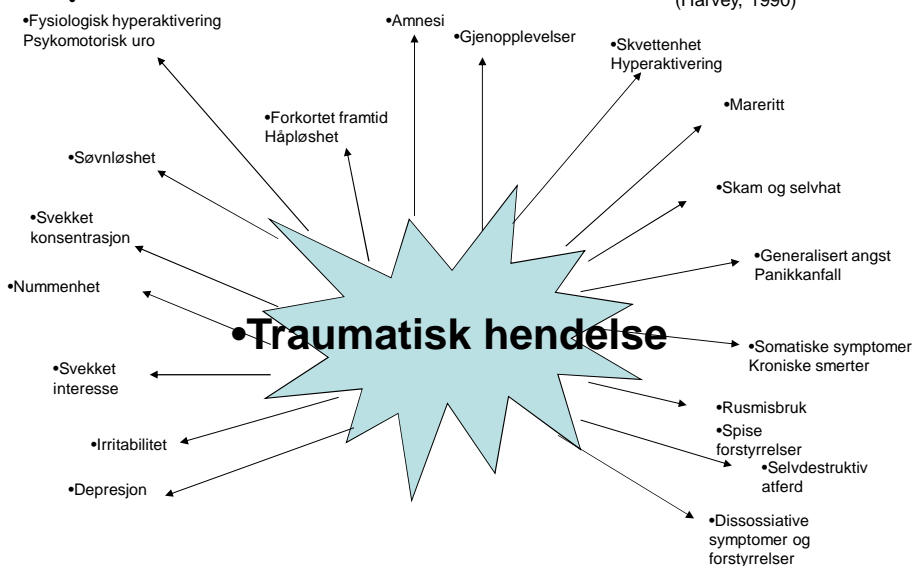 (Harvey, 1990)
•Fysiologisk hyperaktivering
Psykomotorisk uro
•Amnesi
•Gjenopplevelser
•Skvettenhet
Hyperaktivering
•Forkortet framtid
Håpløshet
•Mareritt
•Søvnløshet
•Skam og selvhat
•Svekket
konsentrasjon
•Generalisert angst
Panikkanfall
•Nummenhet
•Traumatisk hendelse
•Somatiske symptomer
Kroniske smerter
•Svekket
interesse
•Rusmisbruk
•Spise
forstyrrelser
•Irritabilitet
•Selvdestruktiv
atferd
•Depresjon
•Dissossiative
symptomer og
forstyrrelser